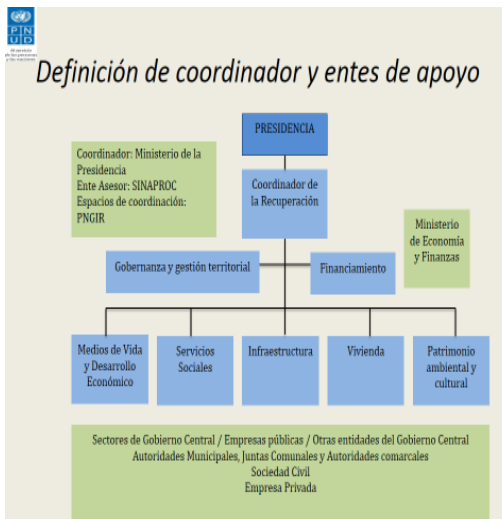 P N
U D
Definición de coordinador y entes de apoyo
PRESIDENCIA
Coordinador: Ministerio de la
Presidencia
Ente Asesor: SINAPROC
Espacios de coordinación:
PNGIR
Coordinador de
la Recuperación
Ministerio
de Economía
y Finanzas
Gobernanza y gestión territorial
Financiamiento
Medios de Vida
y Desarrollo
Económico
Servicios
Sociales
Infraestructura
Vivienda
Patrimonio
ambiental y
cultural
Sectores de Gobierno Central / Empresas públicas / Otras entidades del Gobierno Central
Autoridades Municipales, Juntas Comunales y Autoridades comarcales
Sociedad Civil
Empresa Privada